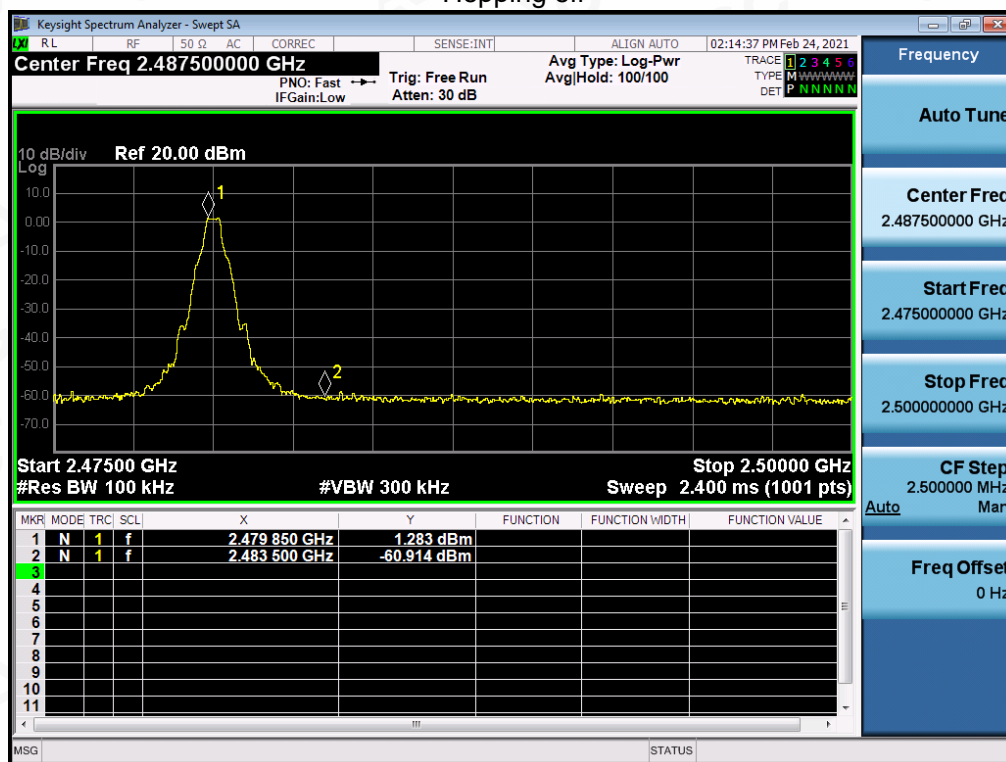 Hopping off
Keysight Spectrum Analyzer - Swept SA
LXI RL RF 50 Ω AC CORREC SENSE:INT ALIGN AUTO 02:14:37 PM Feb 24, 2021
Center Freq 2.487500000 GHz
PNO: Fast
IFGain:Low
Trig: Free Run
Atten: 30 dB
Avg Type: Log-Pwr
Avg|Hold: 100/100
TRACE 1 2 3 4 5 6
TYPE M WWWWW
DET P N N N N N
10 dB/div Ref 20.00 dBm
Log
10.0
0.00
-10.0
-20.0
-30.0
-40.0
-50.0
-60.0
-70.0
1
2
Start 2.47500 GHz Stop 2.50000 GHz
#Res BW 100 kHz #VBW 300 kHz Sweep 2.400 ms (1001 pts)
MKR MODE TRC SCL X Y FUNCTION FUNCTION WIDTH FUNCTION VALUE
1 N 1 f 2.479 850 GHz 1.283 dBm
2 N 1 f 2.483 500 GHz -60.914 dBm
3
4
5
6
7
8
9
10
11
MSG STATUS
Frequency
Auto Tune
Center Freq
2.487500000 GHz
Start Freq
2.475000000 GHz
Stop Freq
2.500000000 GHz
CF Step
2.500000 MHz
Auto Man
Freq Offset
0 Hz